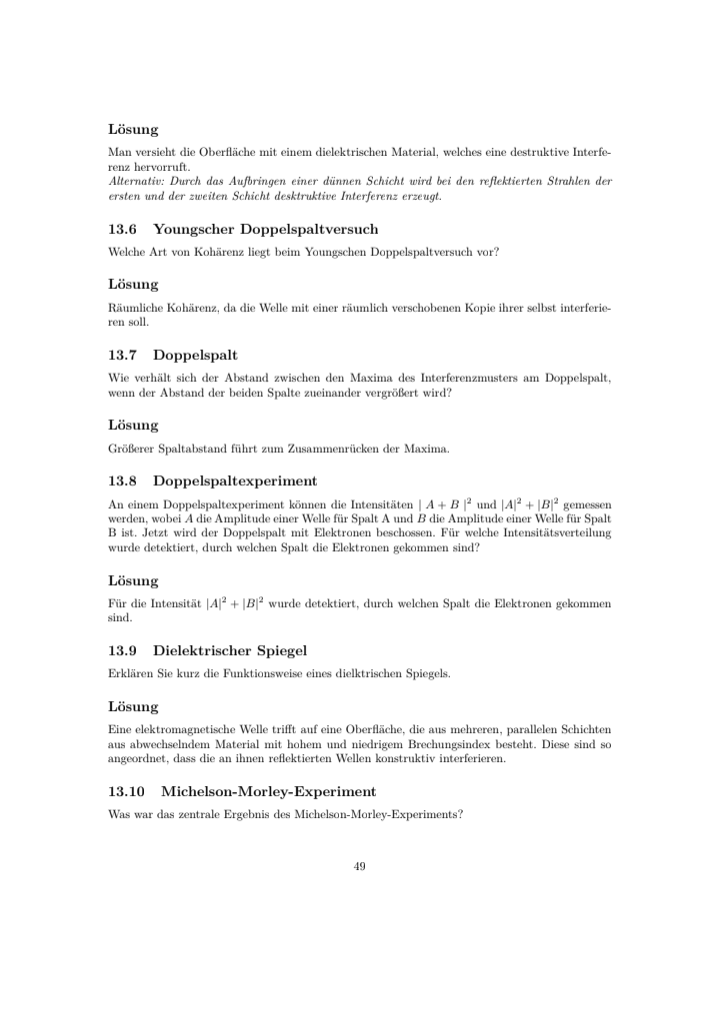 Lösung
Man versieht die Oberfläche mit einem dielektrischen Material, welches eine destruktive Interfe-
renz hervorruft.
Alternativ: Durch das Aufbringen einer dünnen Schicht wird bei den reflektierten Strahlen der
ersten und der zweiten Schicht desktruktive Interferenz erzeugt.
13.6 Youngscher Doppelspaltversuch
Welche Art von Kohärenz liegt beim Youngschen Doppelspaltversuch vor?
Lösung
Räumliche Kohärenz, da die Welle mit einer räumlich verschobenen Kopie ihrer selbst interferie-
ren soll.
13.7 Doppelspalt
Wie verhält sich der Abstand zwischen den Maxima des Interferenzmusters am Doppelspalt,
wenn der Abstand der beiden Spalte zueinander vergrößert wird?
Lösung
Größerer Spaltabstand führt zum Zusammenrücken der Maxima.
13.8 Doppelspaltexperiment
An einem Doppelspaltexperiment können die Intensitäten | A + B |² und |A|² + |B|² gemessen
werden, wobei A die Amplitude einer Welle für Spalt A und B die Amplitude einer Welle für Spalt
B ist. Jetzt wird der Doppelspalt mit Elektronen beschossen. Für welche Intensitätsverteilung
wurde detektiert, durch welchen Spalt die Elektronen gekommen sind?
Lösung
Für die Intensität |A|² + |B|² wurde detektiert, durch welchen Spalt die Elektronen gekommen
sind.
13.9 Dielektrischer Spiegel
Erklären Sie kurz die Funktionsweise eines dielktrischen Spiegels.
Lösung
Eine elektromagnetische Welle trifft auf eine Oberfläche, die aus mehreren, parallelen Schichten
aus abwechselndem Material mit hohem und niedrigem Brechungsindex besteht. Diese sind so
angeordnet, dass die an ihnen reflektierten Wellen konstruktiv interferieren.
13.10 Michelson-Morley-Experiment
Was war das zentrale Ergebnis des Michelson-Morley-Experiments?
49